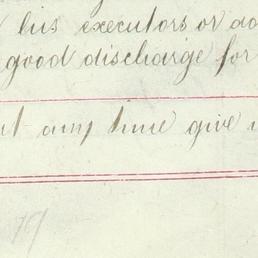 his executors or ad
good discharge for
at any time give